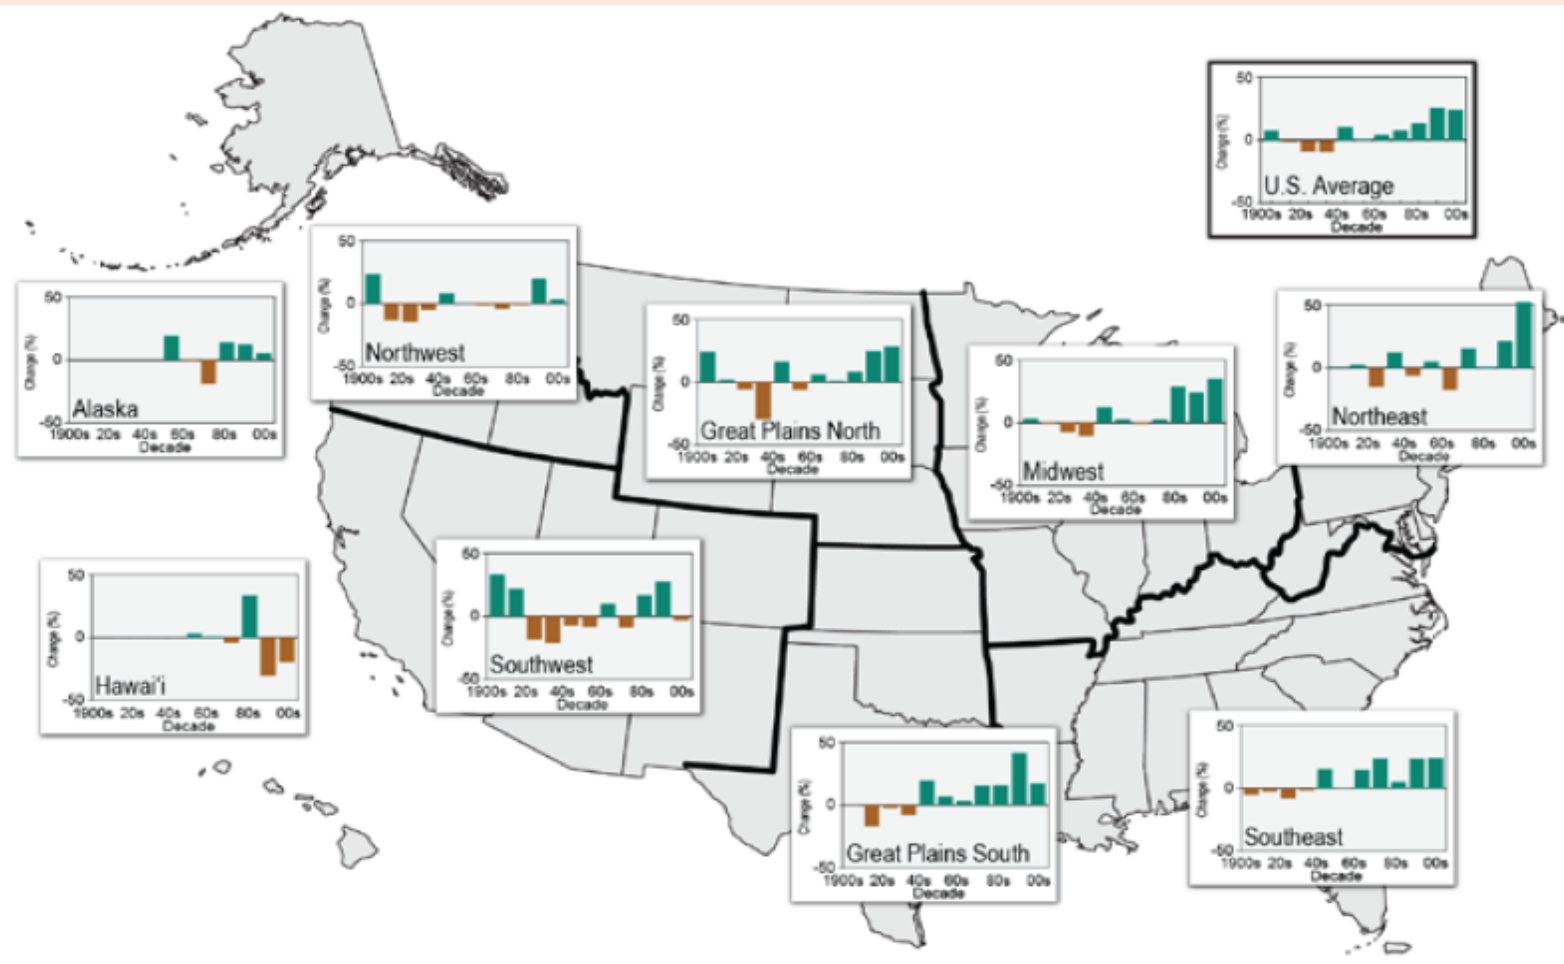 50
Change (%)
0
U.S. Average
-50
1900s 20s 40s 60s 80s 00s
Decade
50
Change (%)
0
Northwest
-50
1900s 20s 40s 60s 80s 00s
Decade
50
Change (%)
0
Alaska
-50
1900s 20s 40s 60s 80s 00s
Decade
50
Change (%)
0
Great Plains North
-50
1900s 20s 40s 60s 80s 00s
Decade
50
Change (%)
0
Midwest
-50
1900s 20s 40s 60s 80s 00s
Decade
50
Change (%)
0
Northeast
-50
1900s 20s 40s 60s 80s 00s
Decade
50
Change (%)
0
Hawai'i
-50
1900s 20s 40s 60s 80s 00s
Decade
50
Change (%)
0
Southwest
-50
1900s 20s 40s 60s 80s 00s
Decade
50
Change (%)
0
Great Plains South
-50
1900s 20s 40s 60s 80s 00s
Decade
50
Change (%)
0
Southeast
-50
1900s 20s 40s 60s 80s 00s
Decade